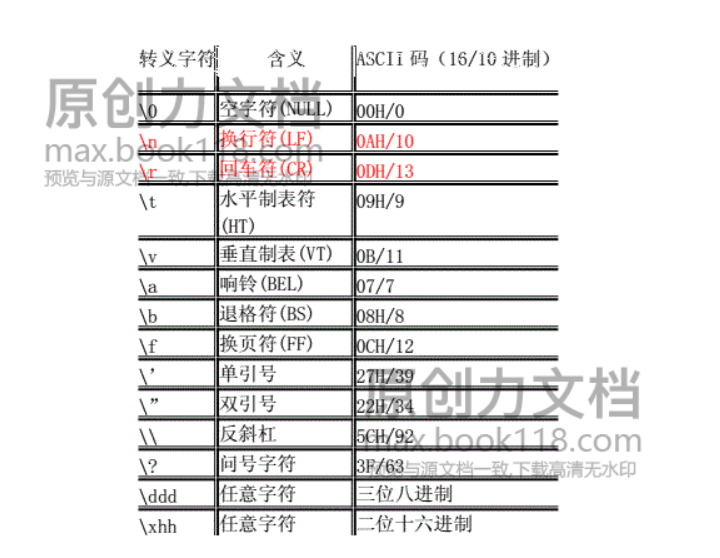 转义字符 含义 ASCII 码（16/10 进制）
原创力文档
\0 空字符(NULL) 00H/0
\n 换行符(LF) 0AH/10
max.book118.com
\r 回车符(CR) 0DH/13
预览与源文档一致,下载高清无水印
\t 水平制表符 09H/9
(HT)
\v 垂直制表(VT) 0B/11
\a 响铃(BEL) 07/7
\b 退格符(BS) 08H/8
\f 换页符(FF) 0CH/12
\’ 单引号 27H/39
原创力文档
\” 双引号 22H/34
\\ 反斜杠 5CH/92
max.book118.com
\? 问号字符 3F/63
预览与源文档一致,下载高清无水印
\ddd 任意字符 三位八进制
\xhh 任意字符 二位十六进制